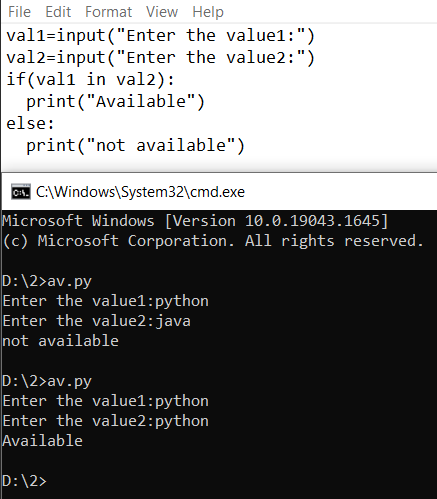 File Edit Format View Help
val1=input("Enter the value1:")
val2=input("Enter the value2:")
if(val1 in val2):
  print("Available")
else:
  print("not available")
C:\Windows\System32\cmd.exe
Microsoft Windows [Version 10.0.19043.1645]
(c) Microsoft Corporation. All rights reserved.
D:\2>av.py
Enter the value1:python
Enter the value2:java
not available
D:\2>av.py
Enter the value1:python
Enter the value2:python
Available
D:\2>